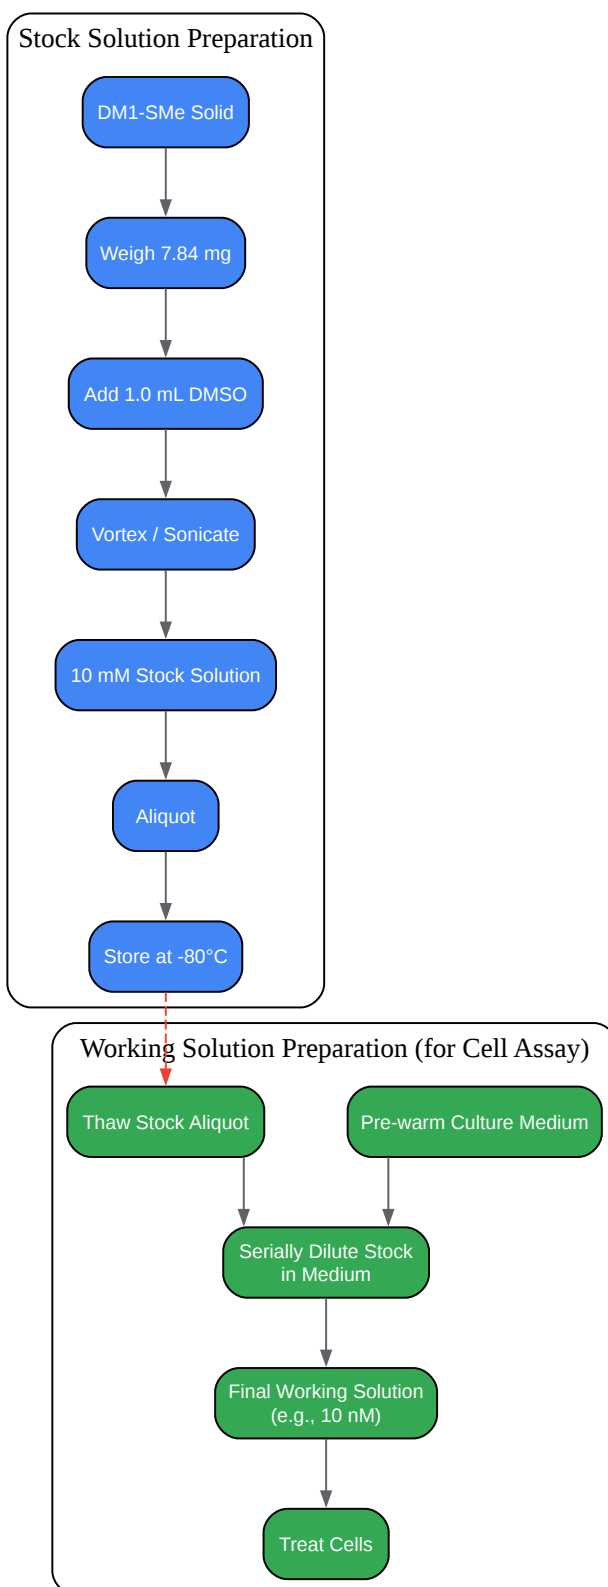 Stock Solution Preparation
DM1-SMe Solid
Weigh 7.84 mg
Add 1.0 mL DMSO
Vortex / Sonicate
10 mM Stock Solution
Aliquot
Store at -80°C
Working Solution Preparation (for Cell Assay)
Thaw Stock Aliquot
Pre-warm Culture Medium
Serially Dilute Stock
in Medium
Final Working Solution
(e.g., 10 nM)
Treat Cells